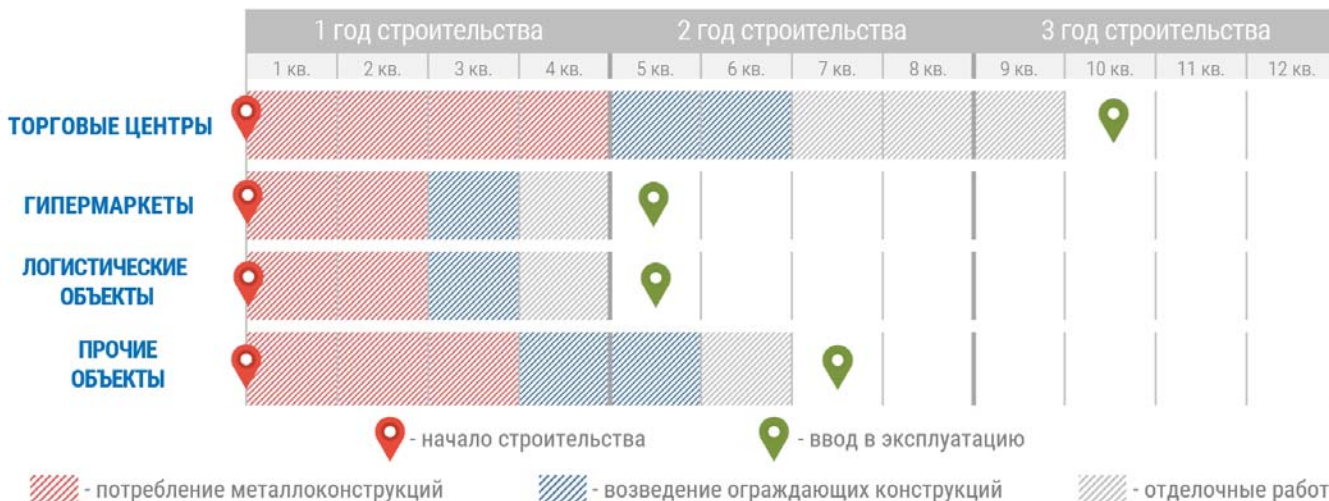 1 год строительства 2 год строительства 3 год строительства
1 кв. 2 кв. 3 кв. 4 кв. 5 кв. 6 кв. 7 кв. 8 кв. 9 кв. 10 кв. 11 кв. 12 кв.
ТОРГОВЫЕ ЦЕНТРЫ
ГИПЕРМАРКЕТЫ
ЛОГИСТИЧЕСКИЕ
ОБЪЕКТЫ
ПРОЧИЕ
ОБЪЕКТЫ
- начало строительства - ввод в эксплуатацию
- потребление металлоконструкций - возведение ограждающих конструкций - отделочные работ